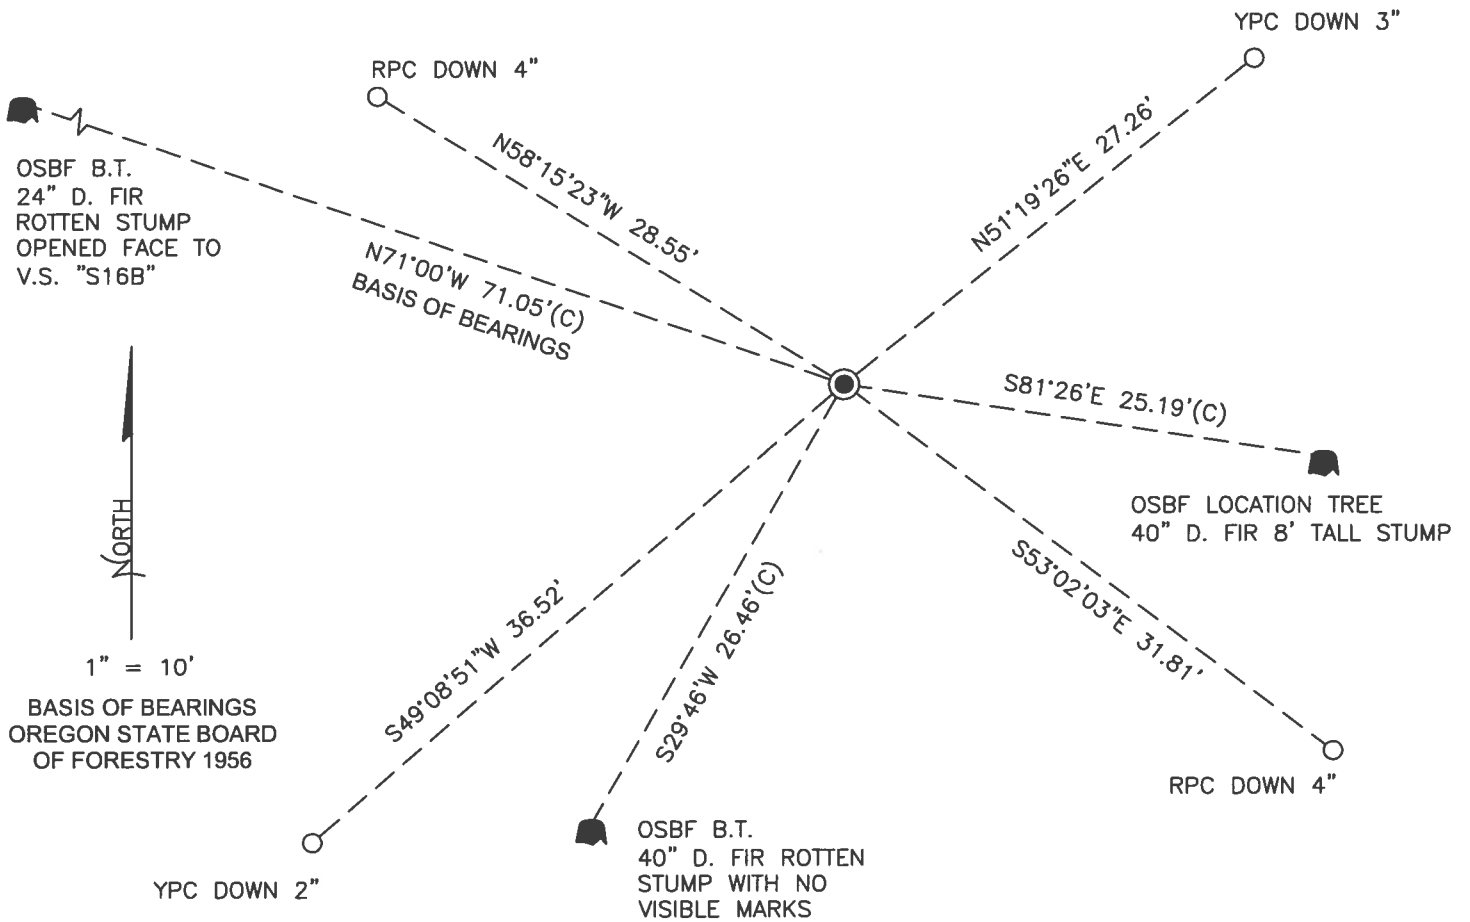 YPC DOWN 3"
RPC DOWN 4"
OSBF B.T.
24" D. FIR
ROTTEN STUMP
OPENED FACE TO
V.S. "S16B"
N58°15'23"W 28.55'
N51°19'26"E 27.26'
N71°00'W 71.05'(C)
BASIS OF BEARINGS
S81°26'E 25.19'(C)
OSBF LOCATION TREE
40" D. FIR 8' TALL STUMP
NORTH
1" = 10'
BASIS OF BEARINGS
OREGON STATE BOARD
OF FORESTRY 1956
S49°08'51"W 36.52'
S29°46'W 26.46'(C)
S53°02'03"E 31.81'
RPC DOWN 4"
YPC DOWN 2"
OSBF B.T.
40" D. FIR ROTTEN
STUMP WITH NO
VISIBLE MARKS